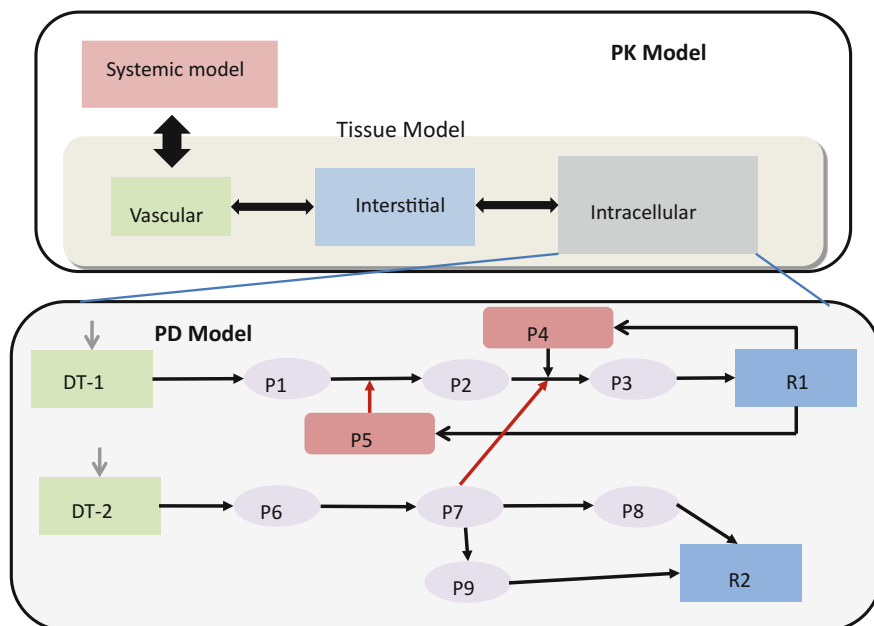 PK Model
Systemic model
Tissue Model
Vascular
Interstitial
Intracellular
PD Model
P4
DT-1
P1
P2
P3
R1
P5
DT-2
P6
P7
P8
P9
R2